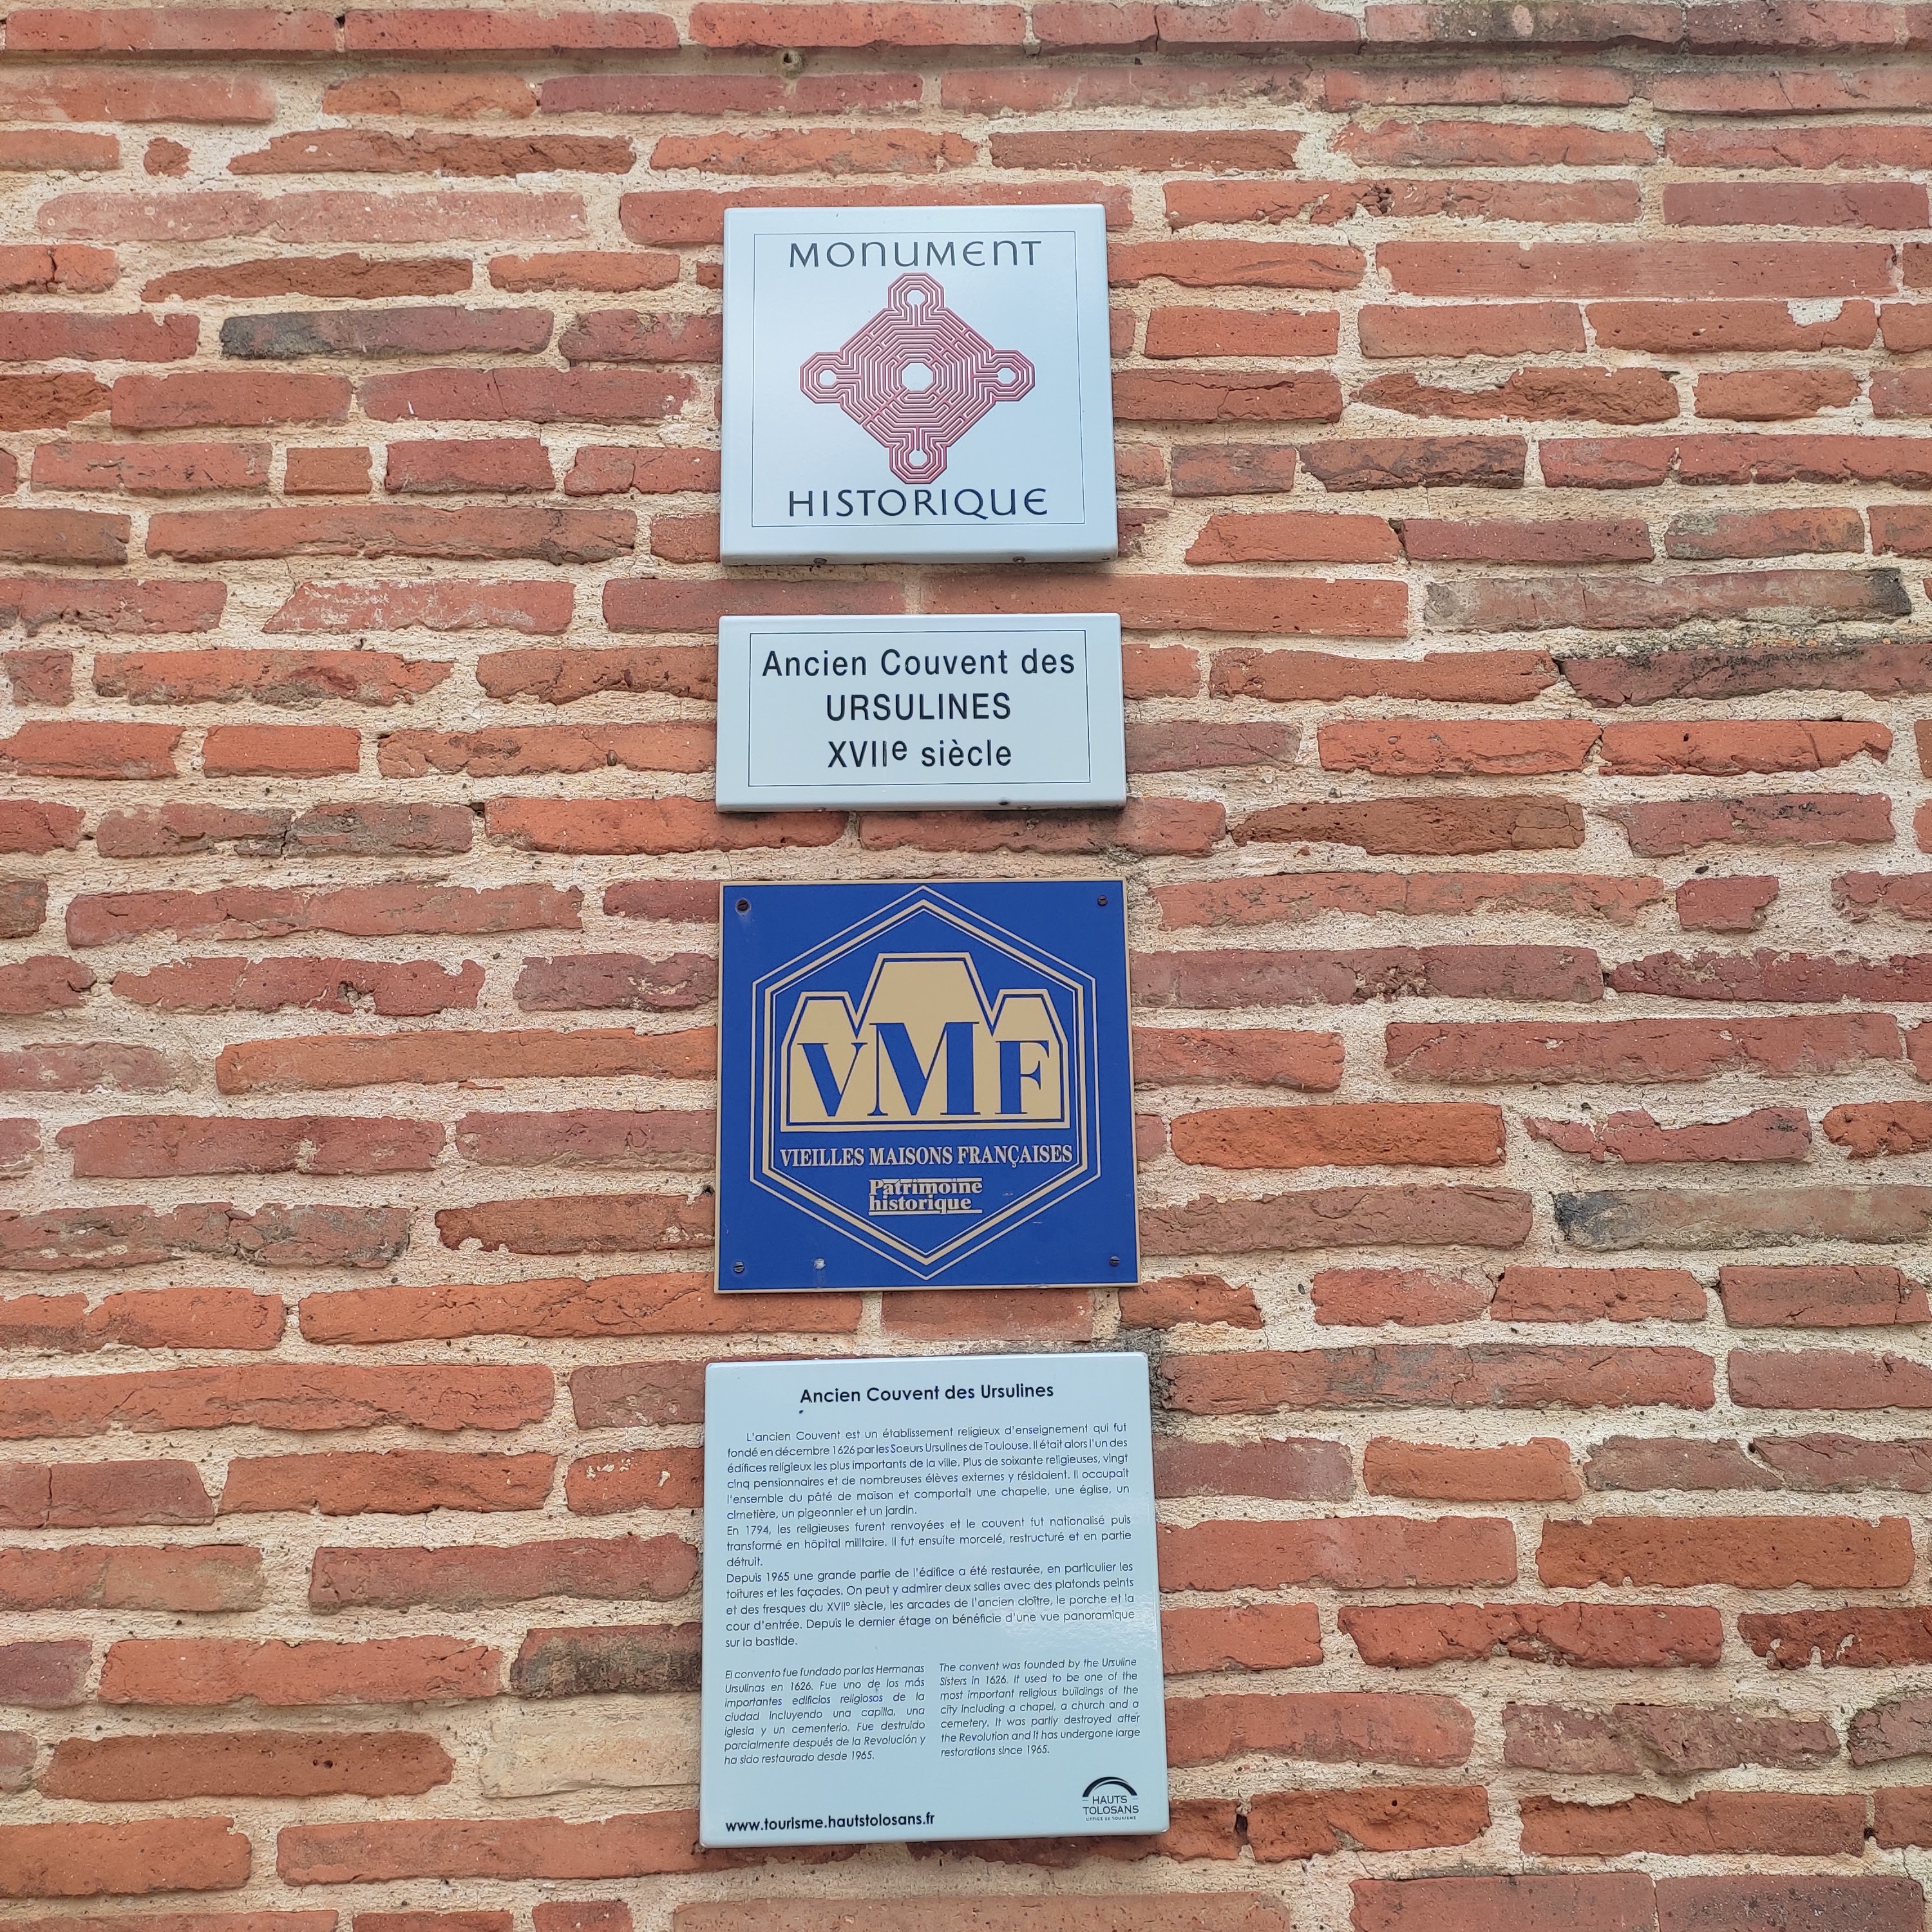 MONUMENT
HISTORIQUE
Ancien Couvent des
URSULINES
XVIIe siècle
VMF
VIEILLES MAISONS FRANÇAISES
Patrimoine
historique
Ancien Couvent des Ursulines
L'ancien Couvent est un établissement religieux d'enseignement qui fut
fondé en décembre 1626 par les Soeurs Ursulines de Toulouse. Il était alors l'un des
édifices religieux les plus importants de la ville. Plus de soixante religieuses, vingt
cinq pensionnaires et de nombreuses élèves externes y résidaient. Il occupait
l'ensemble du pâté de maison et comportait une chapelle, une église, un
cimetière, un pigeonnier et un jardin.
En 1794, les religieuses furent renvoyées et le couvent fut nationalisé puis
transformé en hôpital militaire. Il fut ensuite morcelé, restructuré et en partie
détruit.
Depuis 1965 une grande partie de l'édifice a été restaurée, en particulier les
toitures et les façades. On peut y admirer deux salles avec des plafonds peints
et des fresques du XVIIe siècle, les arcades de l'ancien cloître, le porche et la
cour d'entrée. Depuis le dernier étage on bénéficie d'une vue panoramique
sur la bastide.
El convento fue fundado por las Hermanas
Ursulinas en 1626. Fue uno de los más
importantes edificios religiosos de la
ciudad incluyendo una capilla, una
iglesia y un cementerio. Fue destruido
parcialmente después de la Revolución y
ha sido restaurado desde 1965.
The convent was founded by the Ursuline
Sisters in 1626. It used to be one of the
most important religious buildings of the
city including a chapel, a church and a
cemetery. It was partly destroyed after
the Revolution and it has undergone large
restorations since 1965.
www.tourisme.hautstolosans.fr
HAUTS
TOLOSANS
OFFICE DE TOURISME